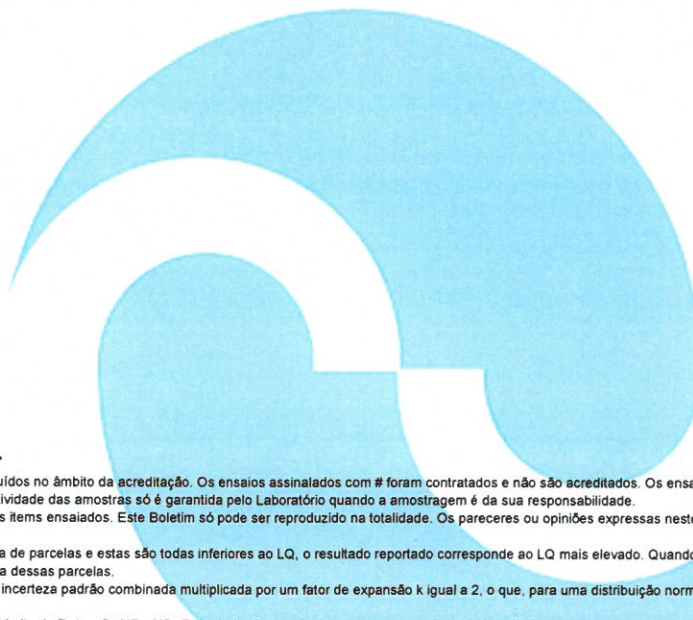 uídos no âmbito da acreditação. Os ensaios assinalados com # foram contratados e não são acreditados. Os ensa
ividade das amostras só é garantida pelo Laboratório quando a amostragem é da sua responsabilidade.
s items ensaiados. Este Boletim só pode ser reproduzido na totalidade. Os pareceres ou opiniões expressas neste
a de parcelas e estas são todas inferiores ao LQ, o resultado reportado corresponde ao LQ mais elevado. Quando
a dessas parcelas.
incerteza padrão combinada multiplicada por um fator de expansão k igual a 2, o que, para uma distribuição norm